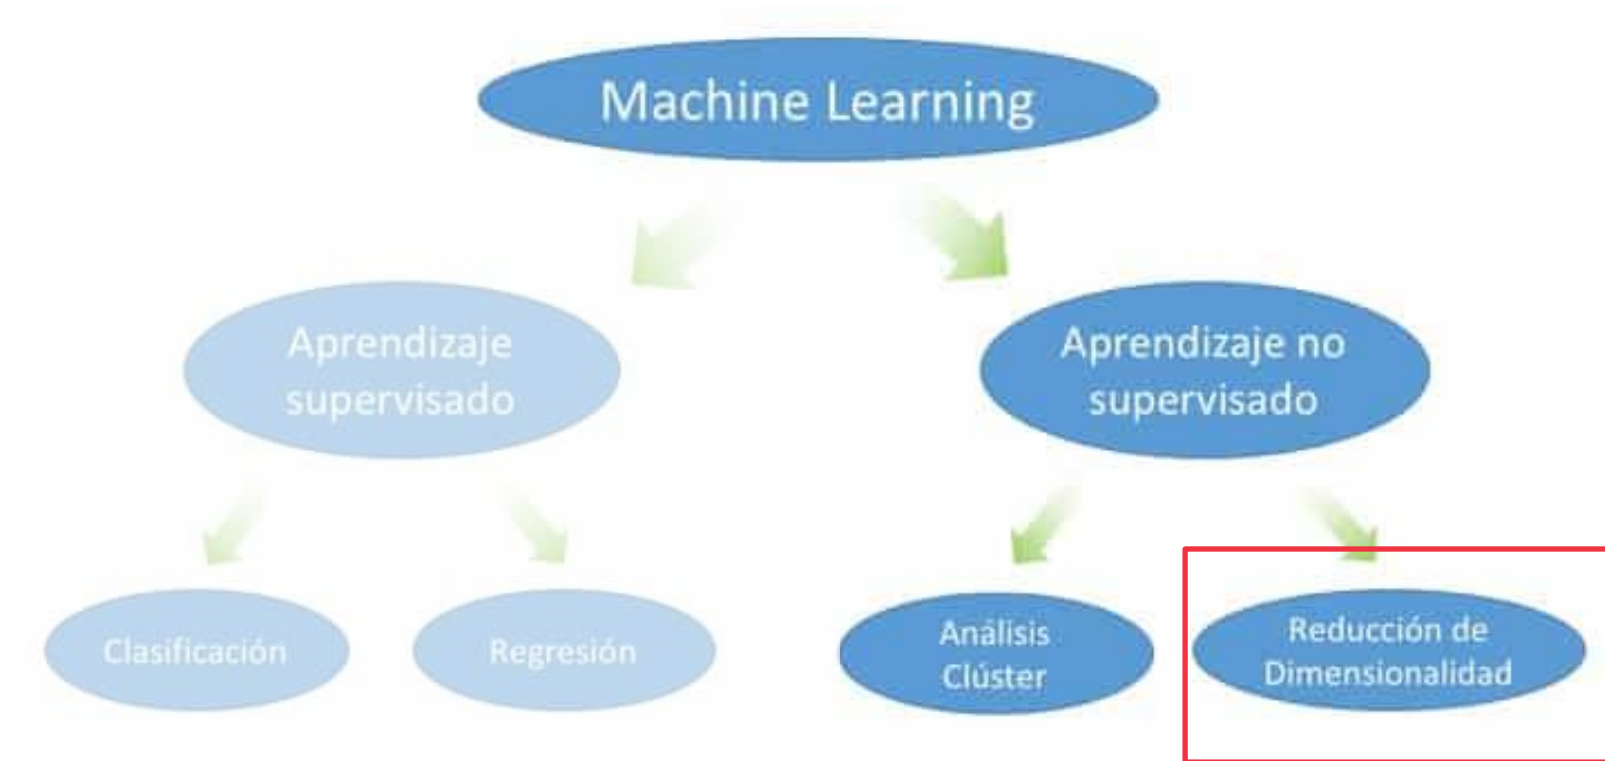 Machine Learning
Aprendizaje
supervisado
Aprendizaje no
supervisado
Clasificación
Regresión
Análisis
Clúster
Reducción de
Dimensionalidad